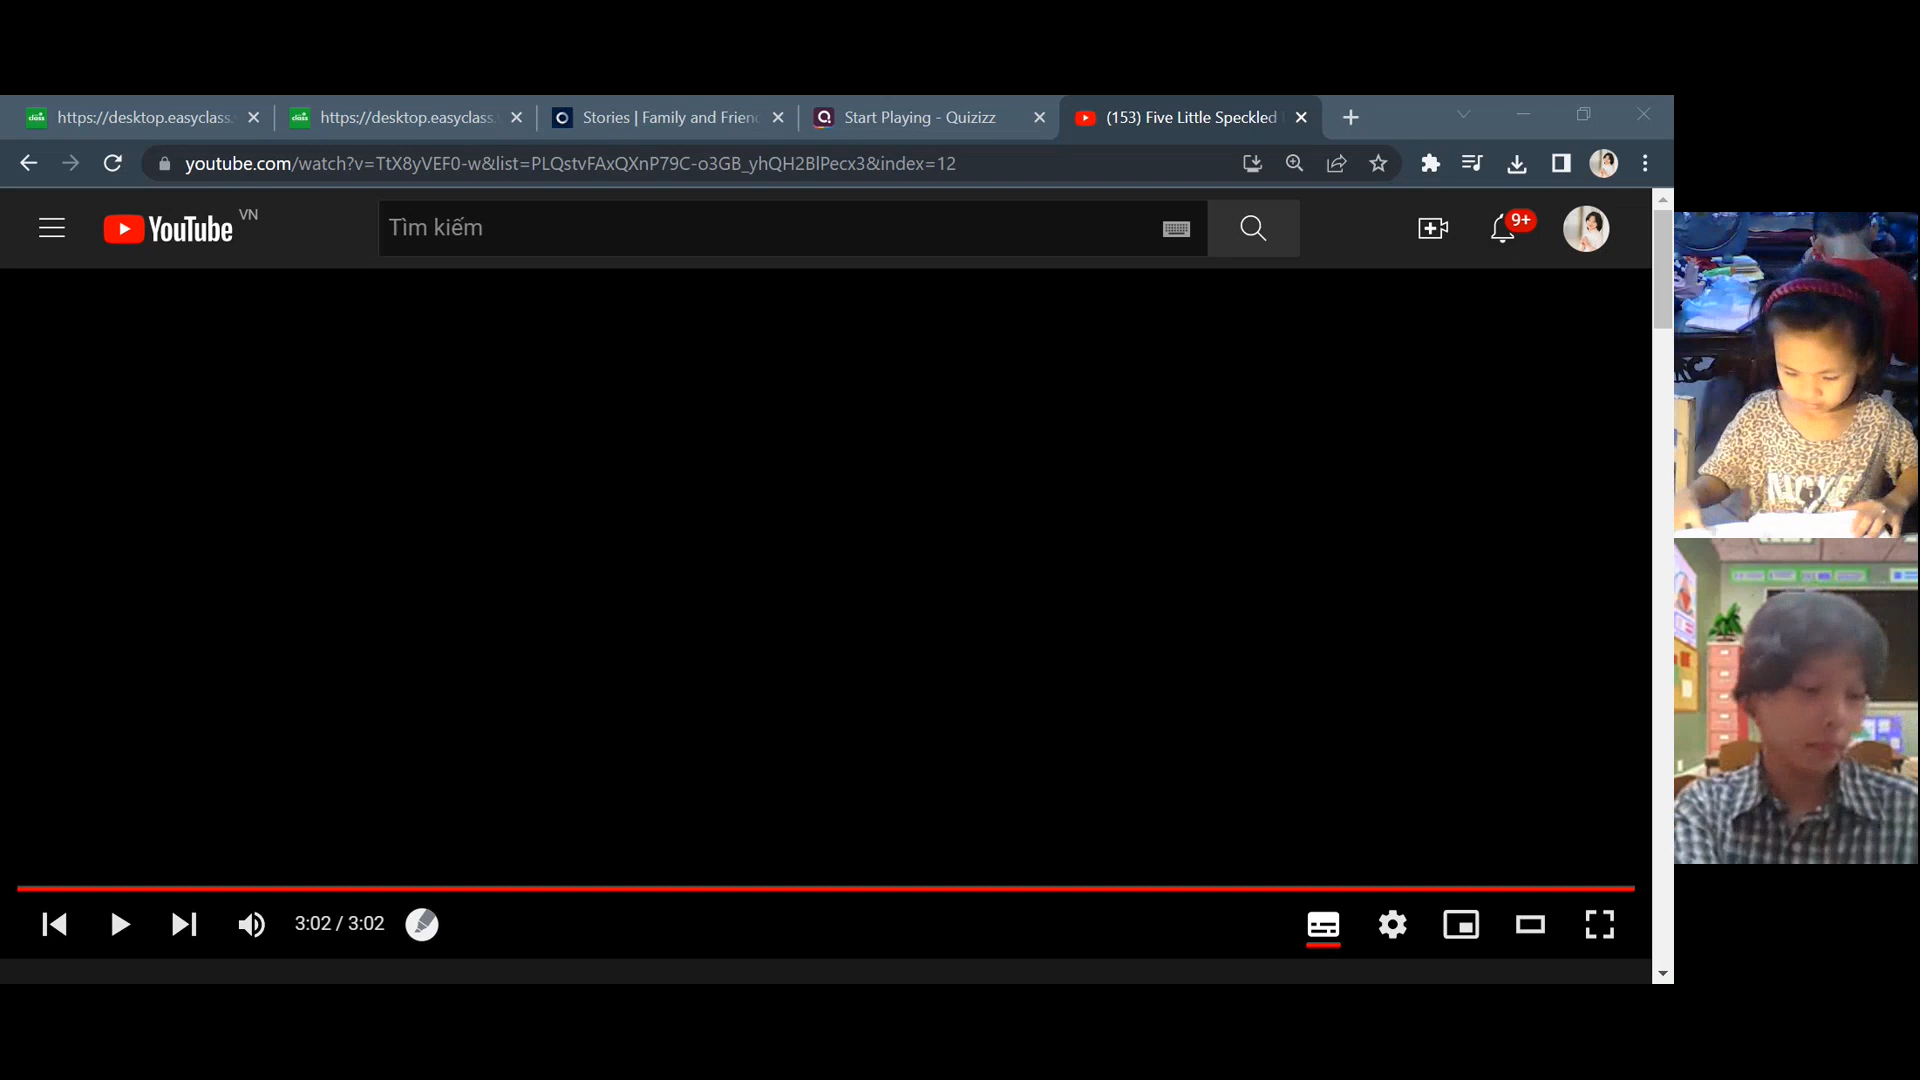 https://desktop.easyclass.
https://desktop.easyclass.
Stories | Family and Frien
Start Playing - Quizizz
(153) Five Little Speckled
youtube.com/watch?v=TtX8yVEF0-w&list=PLQstvFAxQXnP79C-o3GB_yhQH2BlPecx3&index=12
YouTube VN
Tìm kiếm
9+
3:02 / 3:02